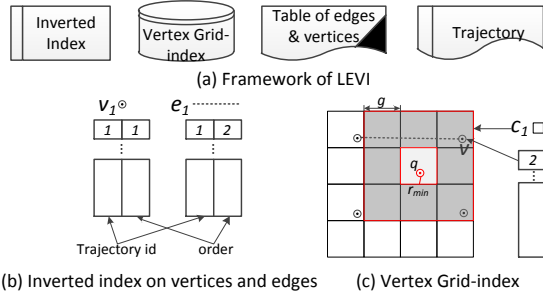 Inverted
Index
Vertex Grid-
index
Table of edges
& vertices
Trajectory
(a) Framework of LEVI
v1
e1
1 1
1 2
Trajectory id
order
(b) Inverted index on vertices and edges
g
c1
v
2
q
rmin
(c) Vertex Grid-index